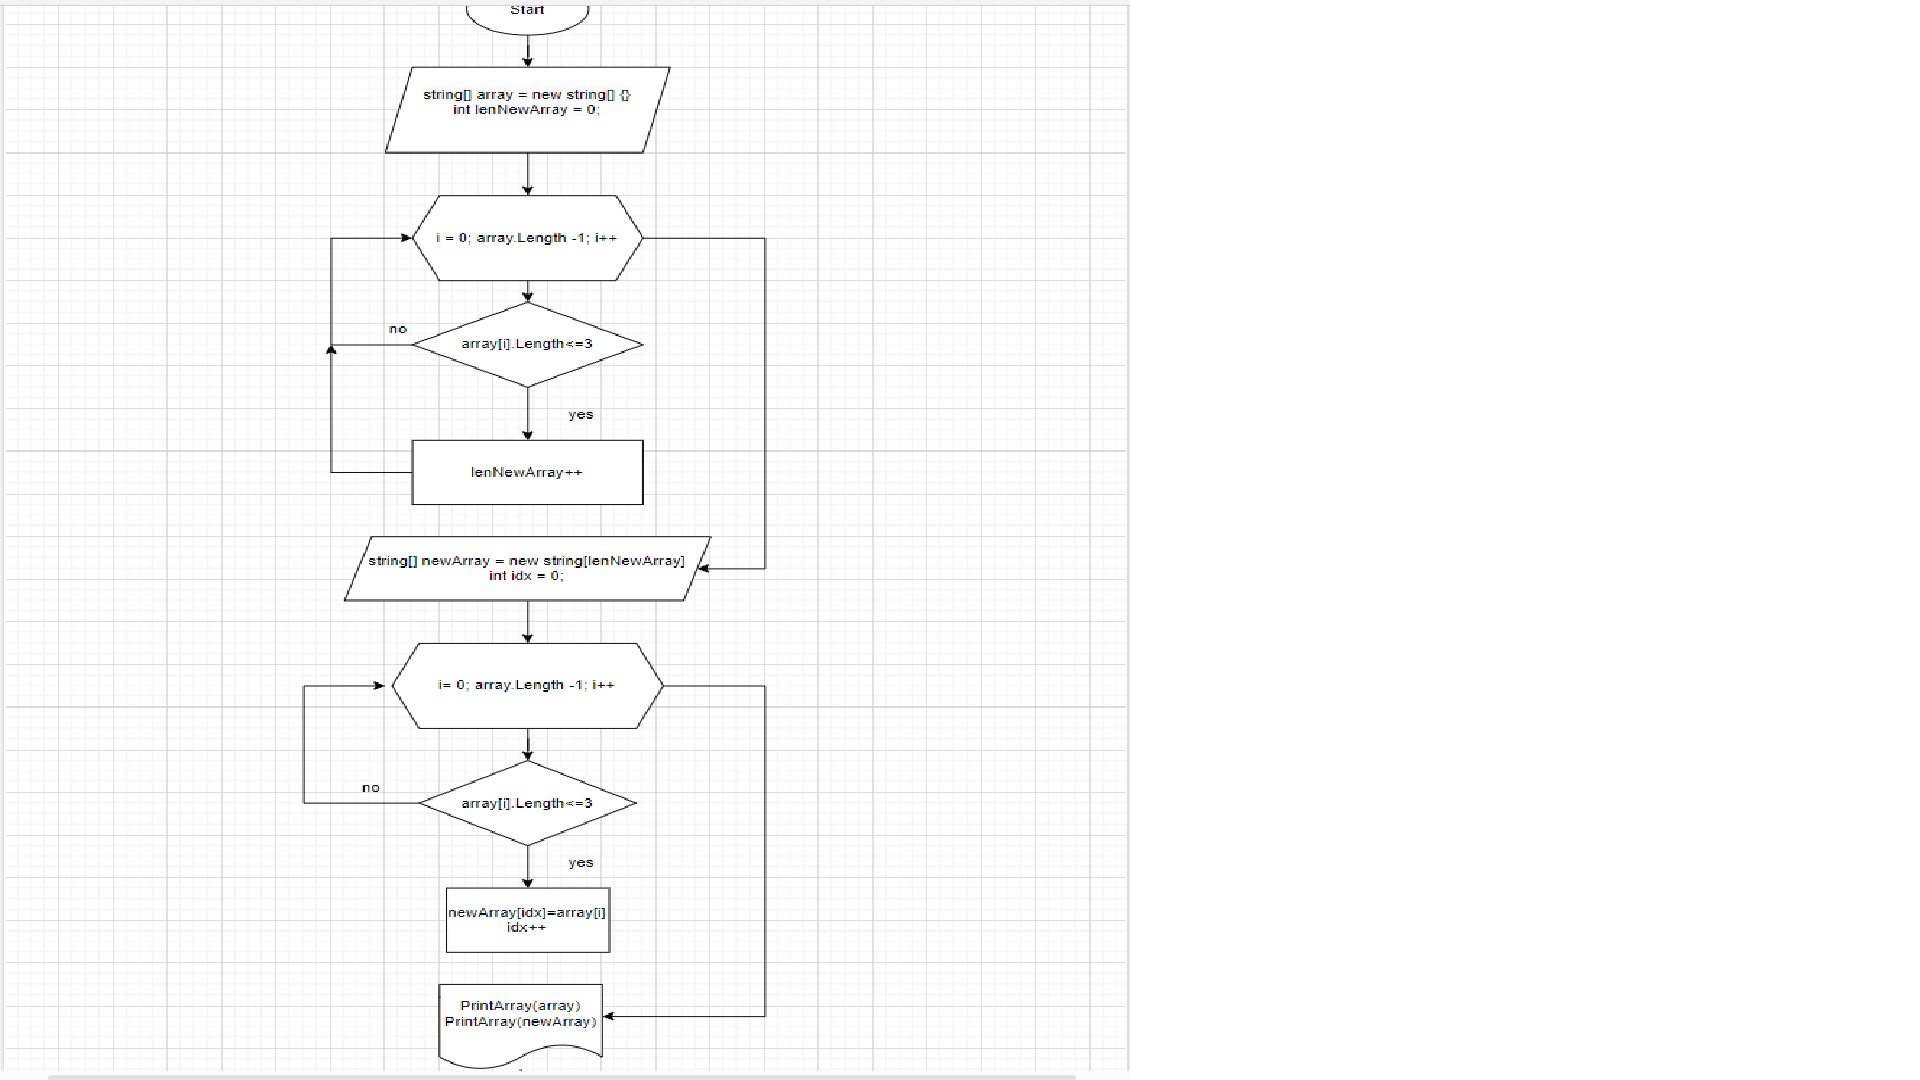 Start
string[] array = new string[] {}
int lenNewArray = 0;
i = 0; array.Length -1; i++
no
array[i].Length<=3
yes
lenNewArray++
string[] newArray = new string[lenNewArray]
int idx = 0;
i= 0; array.Length -1; i++
no
array[i].Length<=3
yes
newArray[idx]=array[i]
idx++
PrintArray(array)
PrintArray(newArray)